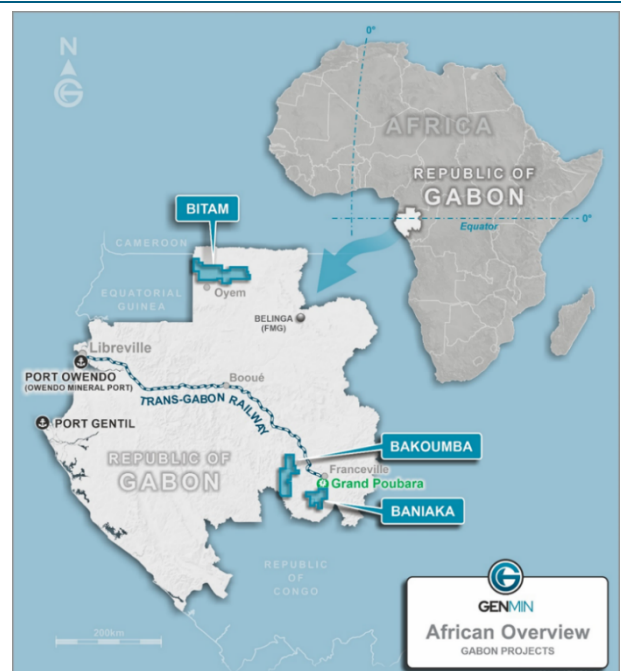 N
G
0°
AFRICA
REPUBLIC OF
GABON
0°
Equator
BITAM
CAMEROON
EQUATORIAL
GUINEA
Oyem
BELINGA
(FMG)
Libreville
PORT OWENDO
(OWENDO MINERAL PORT)
Booué
TRANS-GABON RAILWAY
PORT GENTIL
REPUBLIC OF
GABON
BAKOUMBA
Franceville
Grand Poubara
BANIAKA
REPUBLIC
OF
CONGO
200km
G
GENMIN
African Overview
GABON PROJECTS